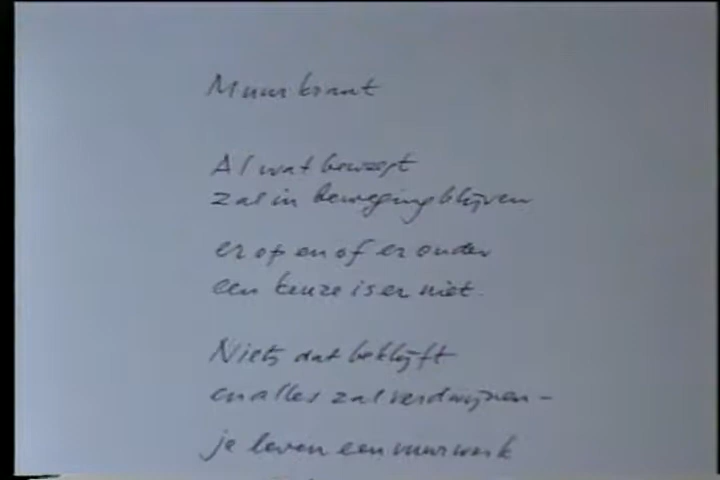 Muurkrant
Al wat beweegt
zal in beweging blijven
er op en of er onder
een keuze is er niet.
Niets dat beklijft
en alles zal verdwijnen –
je leven een muurwerk